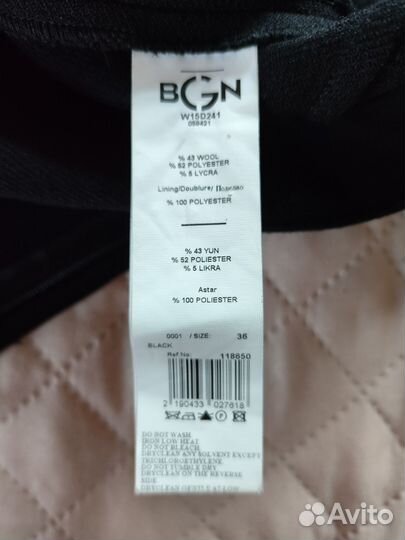 BGN
W15D241
088421
% 43 WOOL
% 52 POLYESTER
% 5 LYCRA
Lining/Doublure/
% 100 POLYESTER
% 43 YUN
% 52 POLIESTER
% 5 LIKRA
Astar
% 100 POLIESTER
0001 / SIZE: 36
BLACK
Ref.No: 118650
2 190433 027618
DO NOT WASH
IRON LOW HEAT
DO NOT BLEACH
DRYCLEAN ANY SOLVENT EXCEPT
TRICHLOROETHYLENE
DO NOT TUMBLE DRY
DRYCLEAN ON THE REVERSE
SIDE
DRYCLEAN GENTLE AT LOW
Avito